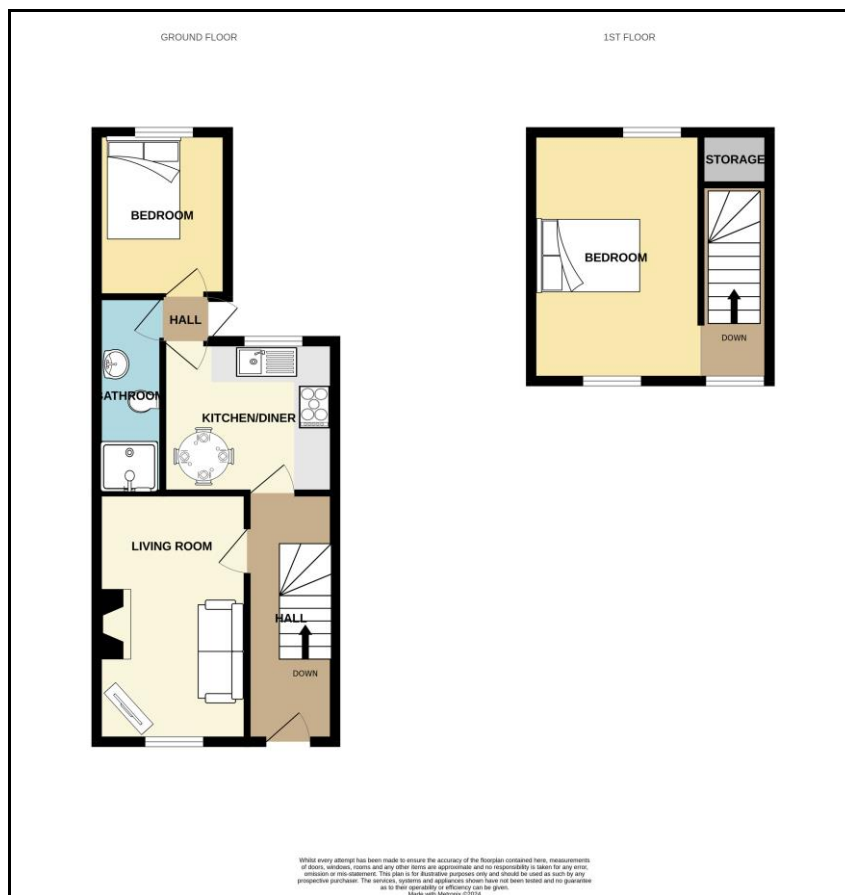 GROUND FLOOR
1ST FLOOR
BEDROOM
STORAGE
BEDROOM
HALL
DOWN
BATHROOM
KITCHEN/DINER
LIVING ROOM
HALL
DOWN
Whilst every attempt has been made to ensure the accuracy of the floorplan contained here, measurements
of doors, windows, rooms and any other items are approximate and no responsibility is taken for any error,
omission or mis-statement. This plan is for illustrative purposes only and should be used as such by any
prospective purchaser. The services, systems and appliances shown have not been tested and no guarantee
as to their operability or efficiency can be given.
Made with Metropix ©2024